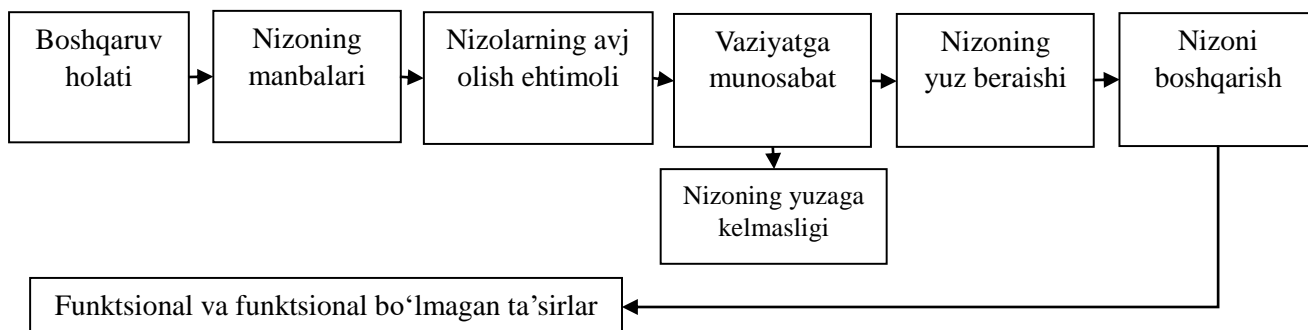 Boshqaruv
holati
Nizoning
manbalari
Nizolarning avj
olish ehtimoli
Vaziyatga
munosabat
Nizoning
yuz beraishi
Nizoni
boshqarish
Nizoning yuzaga
kelmasligi
Funktsional va funktsional bo‘lmagan ta’sirlar